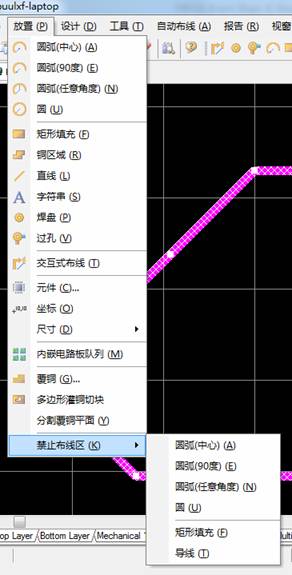 puulxf-laptop
放置 (P) 设计 (D) 工具 (T) 自动布线 (A) 报告 (R) 视窗
圆弧(中心) (A)
圆弧(90度) (E)
圆弧(任意角度) (N)
圆 (U)
矩形填充 (F)
铜区域 (R)
直线 (L)
字符串 (S)
焊盘 (P)
过孔 (V)
交互式布线 (T)
元件 (C)...
坐标 (O)
尺寸 (D)
内嵌电路板队列 (M)
覆铜 (G)...
多边形灌铜切块
分割覆铜平面 (Y)
禁止布线区 (K)
圆弧(中心) (A)
圆弧(90度) (E)
圆弧(任意角度) (N)
圆 (U)
矩形填充 (F)
导线 (T)
op Layer Bottom Layer Mechanical